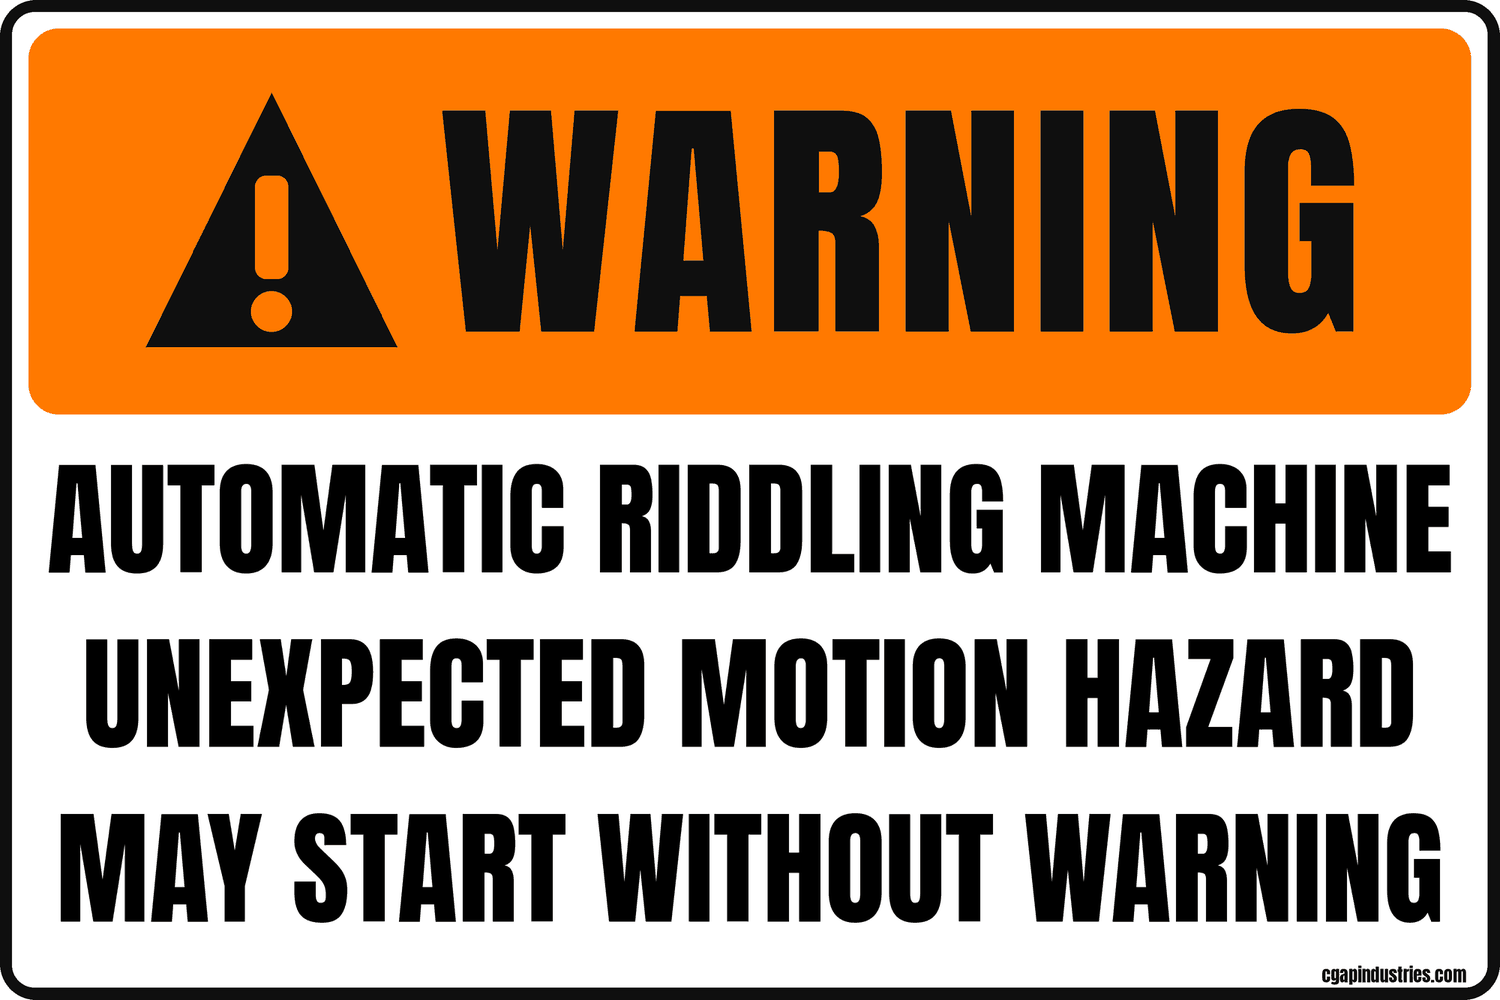 WARNING
AUTOMATIC RIDDLING MACHINE
UNEXPECTED MOTION HAZARD
MAY START WITHOUT WARNING
cgapindustries.com